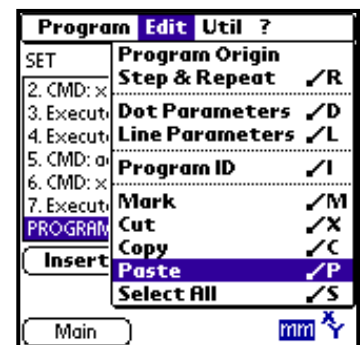 Program Edit Util ?
SET
Program Origin
Step & Repeat /R
2. CMD: x
3. Execut
Dot Parameters /D
4. Execut
Line Parameters /L
5. CMD: a
Program ID /I
6. CMD: x
7. Execut
Mark /M
PROGRAM
Cut /X
Copy /C
Insert
Paste /P
Select All /S
Main
mm XY